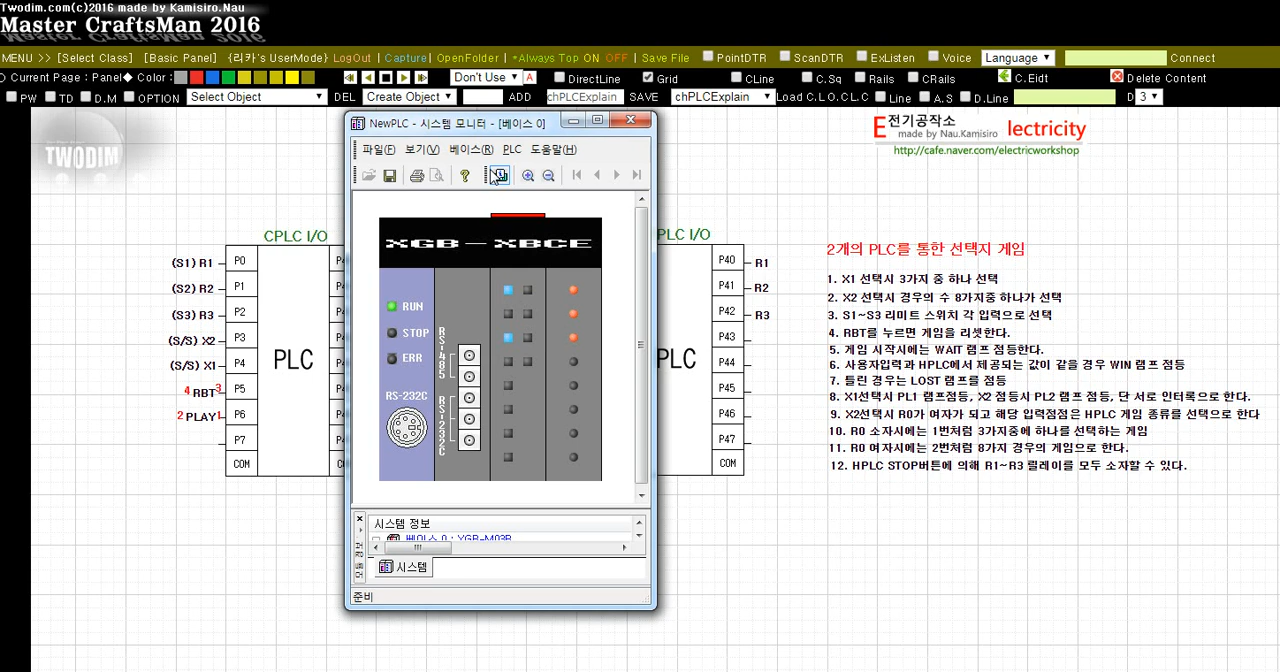 Twodim.com(c)2016 made by Kamisiro.Nau
Master CraftsMan 2016
MENU >> [Select Class] [Basic Panel] {리카's UserMode} LogOut | Capture| OpenFolder | *Always Top ON OFF | Save File PointDTR ScanDTR ExListen Voice Language Connect
Current Page : Panel◆ Color : Don't Use A DirectLine Grid CLine C.Sq Rails CRails C.Eidt Delete Content
PW TD D.M OPTION Select Object DEL Create Object ADD chPLCExplain SAVE chPLCExplain Load C.L.O.C.L.C Line A.S D.Line D 3
TWODIM
E전기공작소
made by Nau.Kamisiro lectricity
http://cafe.naver.com/electricworkshop
NewPLC - 시스템 모니터 - [베이스 0]
파일(F) 보기(V) 베이스(R) PLC 도움말(H)
XGB-XBCE
RUN
STOP
ERR
RS-232C
RS-485
RS-232C
시스템 정보
베이스 0 : XGB-M03B
시스템
준비
CPLC I/O
(S1) R1 P0
(S2) R2 P1
(S3) R3 P2
(S/S) X2 P3
(S/S) X1 P4
4 RBT 3 P5
2 PLAY 1 P6
P7
COM
PLC
PLC I/O
P40 R1
P41 R2
P42 R3
P43
P44
P45
P46
P47
COM
PLC
2개의 PLC를 통한 선택지 게임
1. X1 선택시 3가지 중 하나 선택
2. X2 선택시 경우의 수 8가지중 하나가 선택
3. S1~S3 리미트 스위치 각 입력으로 선택
4. RBT를 누르면 게임을 리셋한다.
5. 게임 시작시에는 WAIT 램프 점등한다.
6. 사용자입력과 HPLC에서 제공되는 값이 같을 경우 WIN 램프 점등
7. 틀린 경우는 LOST 램프를 점등
8. X1선택시 PL1 램프점등, X2 점등시 PL2 램프 점등, 단 서로 인터록으로 한다.
9. X2선택시 R0가 여자가 되고 해당 입력점점은 HPLC 게임 종류를 선택으로 한다
10. R0 소자시에는 1번처럼 3가지중에 하나를 선택하는 게임
11. R0 여자시에는 2번처럼 8가지 경우의 게임으로 한다.
12. HPLC STOP버튼에 의해 R1~R3 릴레이를 모두 소자할 수 있다.